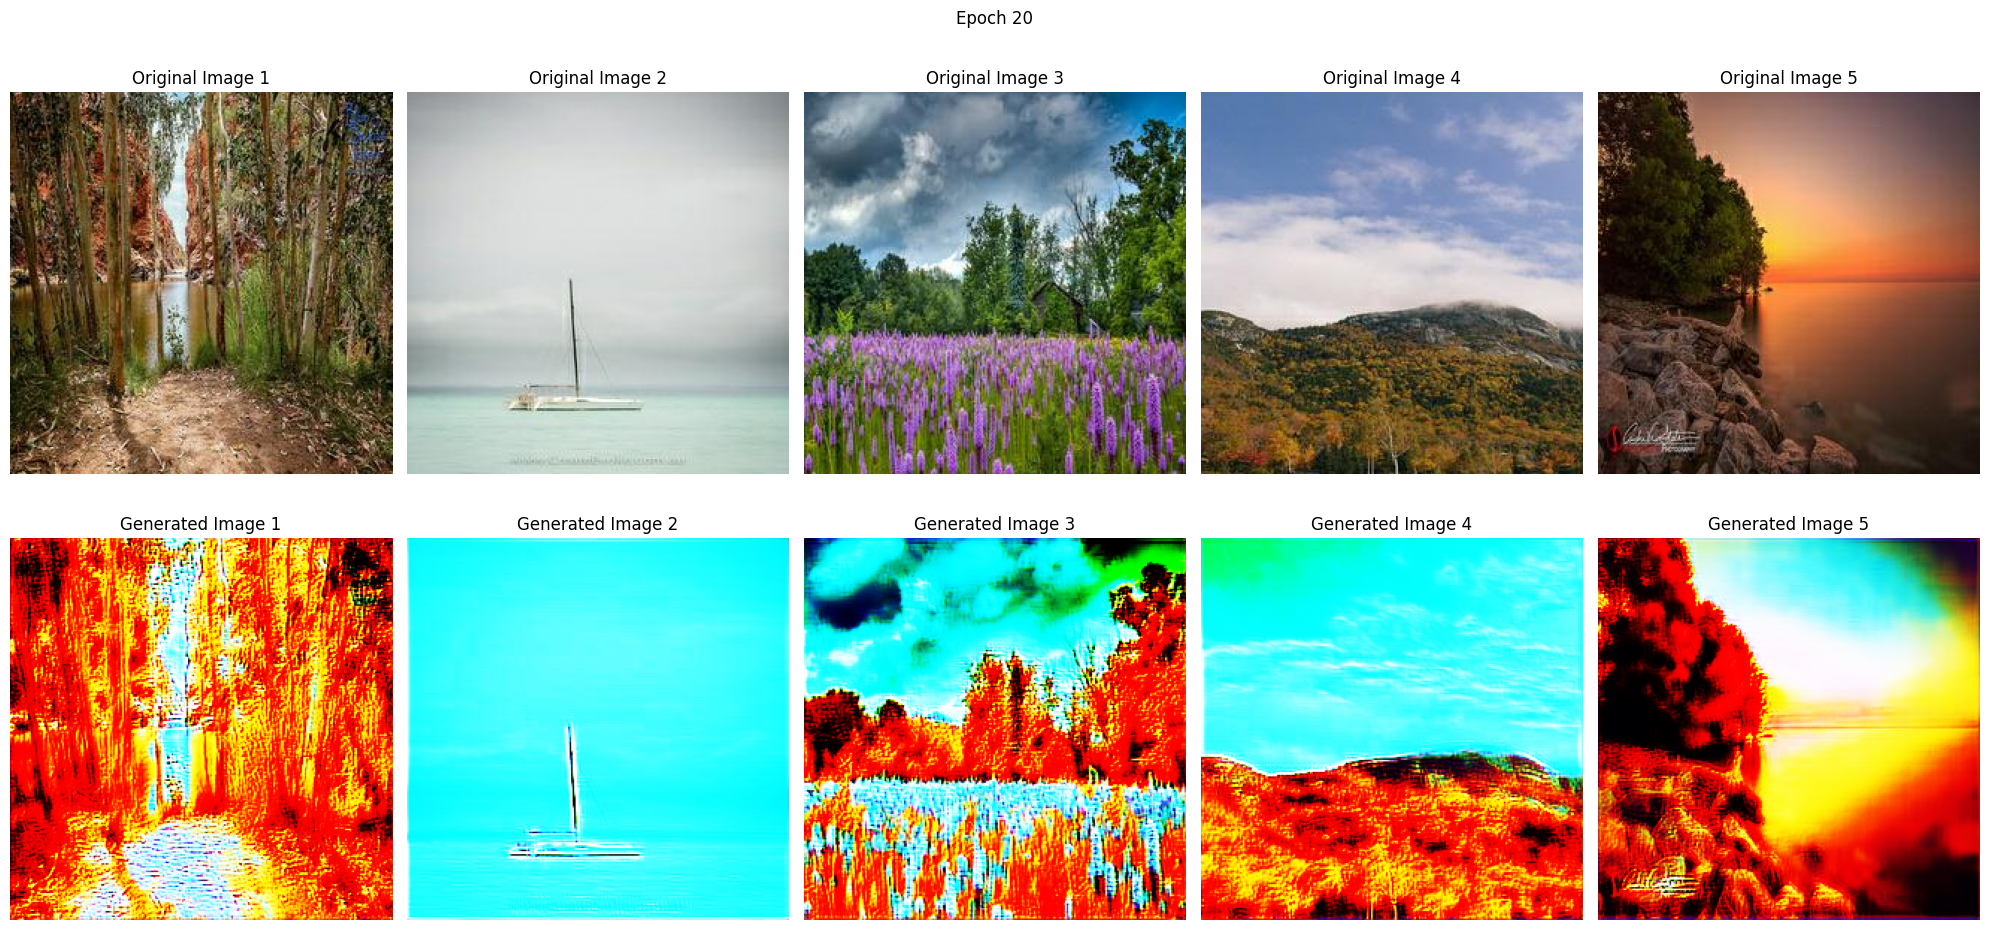 Epoch 20
Original Image 1
Original Image 2
Original Image 3
Original Image 4
Original Image 5
PHOTOGRAPHY
Generated Image 1
Generated Image 2
Generated Image 3
Generated Image 4
Generated Image 5